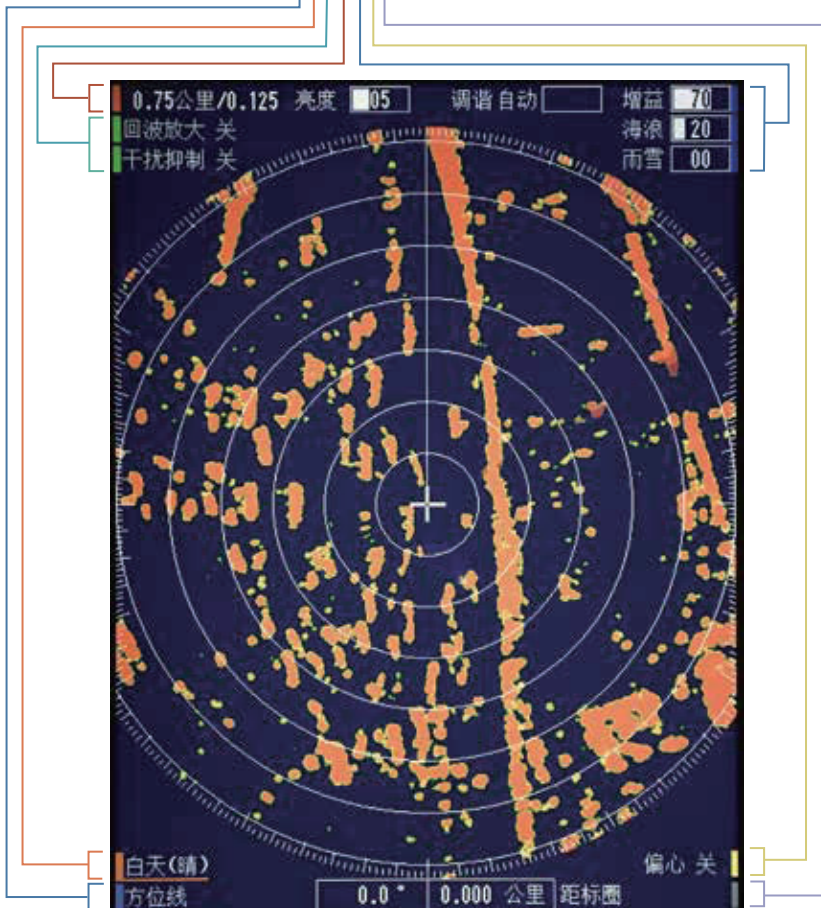 0.75公里/0.125 亮度 05 调谐 自动 增益 70
回波放大 关 海浪 20
干扰抑制 关 雨雪 00
白天(晴) 偏心 关
方位线 0.0° 0.000 公里 距标圈